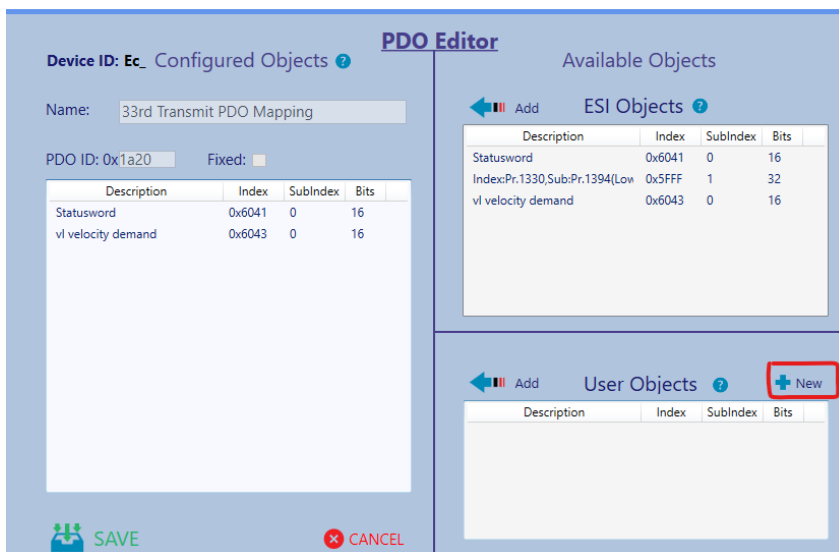 PDO Editor
Device ID: Ec_ Configured Objects ?
Name: 33rd Transmit PDO Mapping
PDO ID: 0x1a20 Fixed:
Description Index SubIndex Bits
Statusword 0x6041 0 16
vl velocity demand 0x6043 0 16
SAVE CANCEL
Available Objects
Add ESI Objects ?
Description Index SubIndex Bits
Statusword 0x6041 0 16
Index:Pr.1330,Sub:Pr.1394(Low 0x5FFF 1 32
vl velocity demand 0x6043 0 16
Add User Objects ? New
Description Index SubIndex Bits